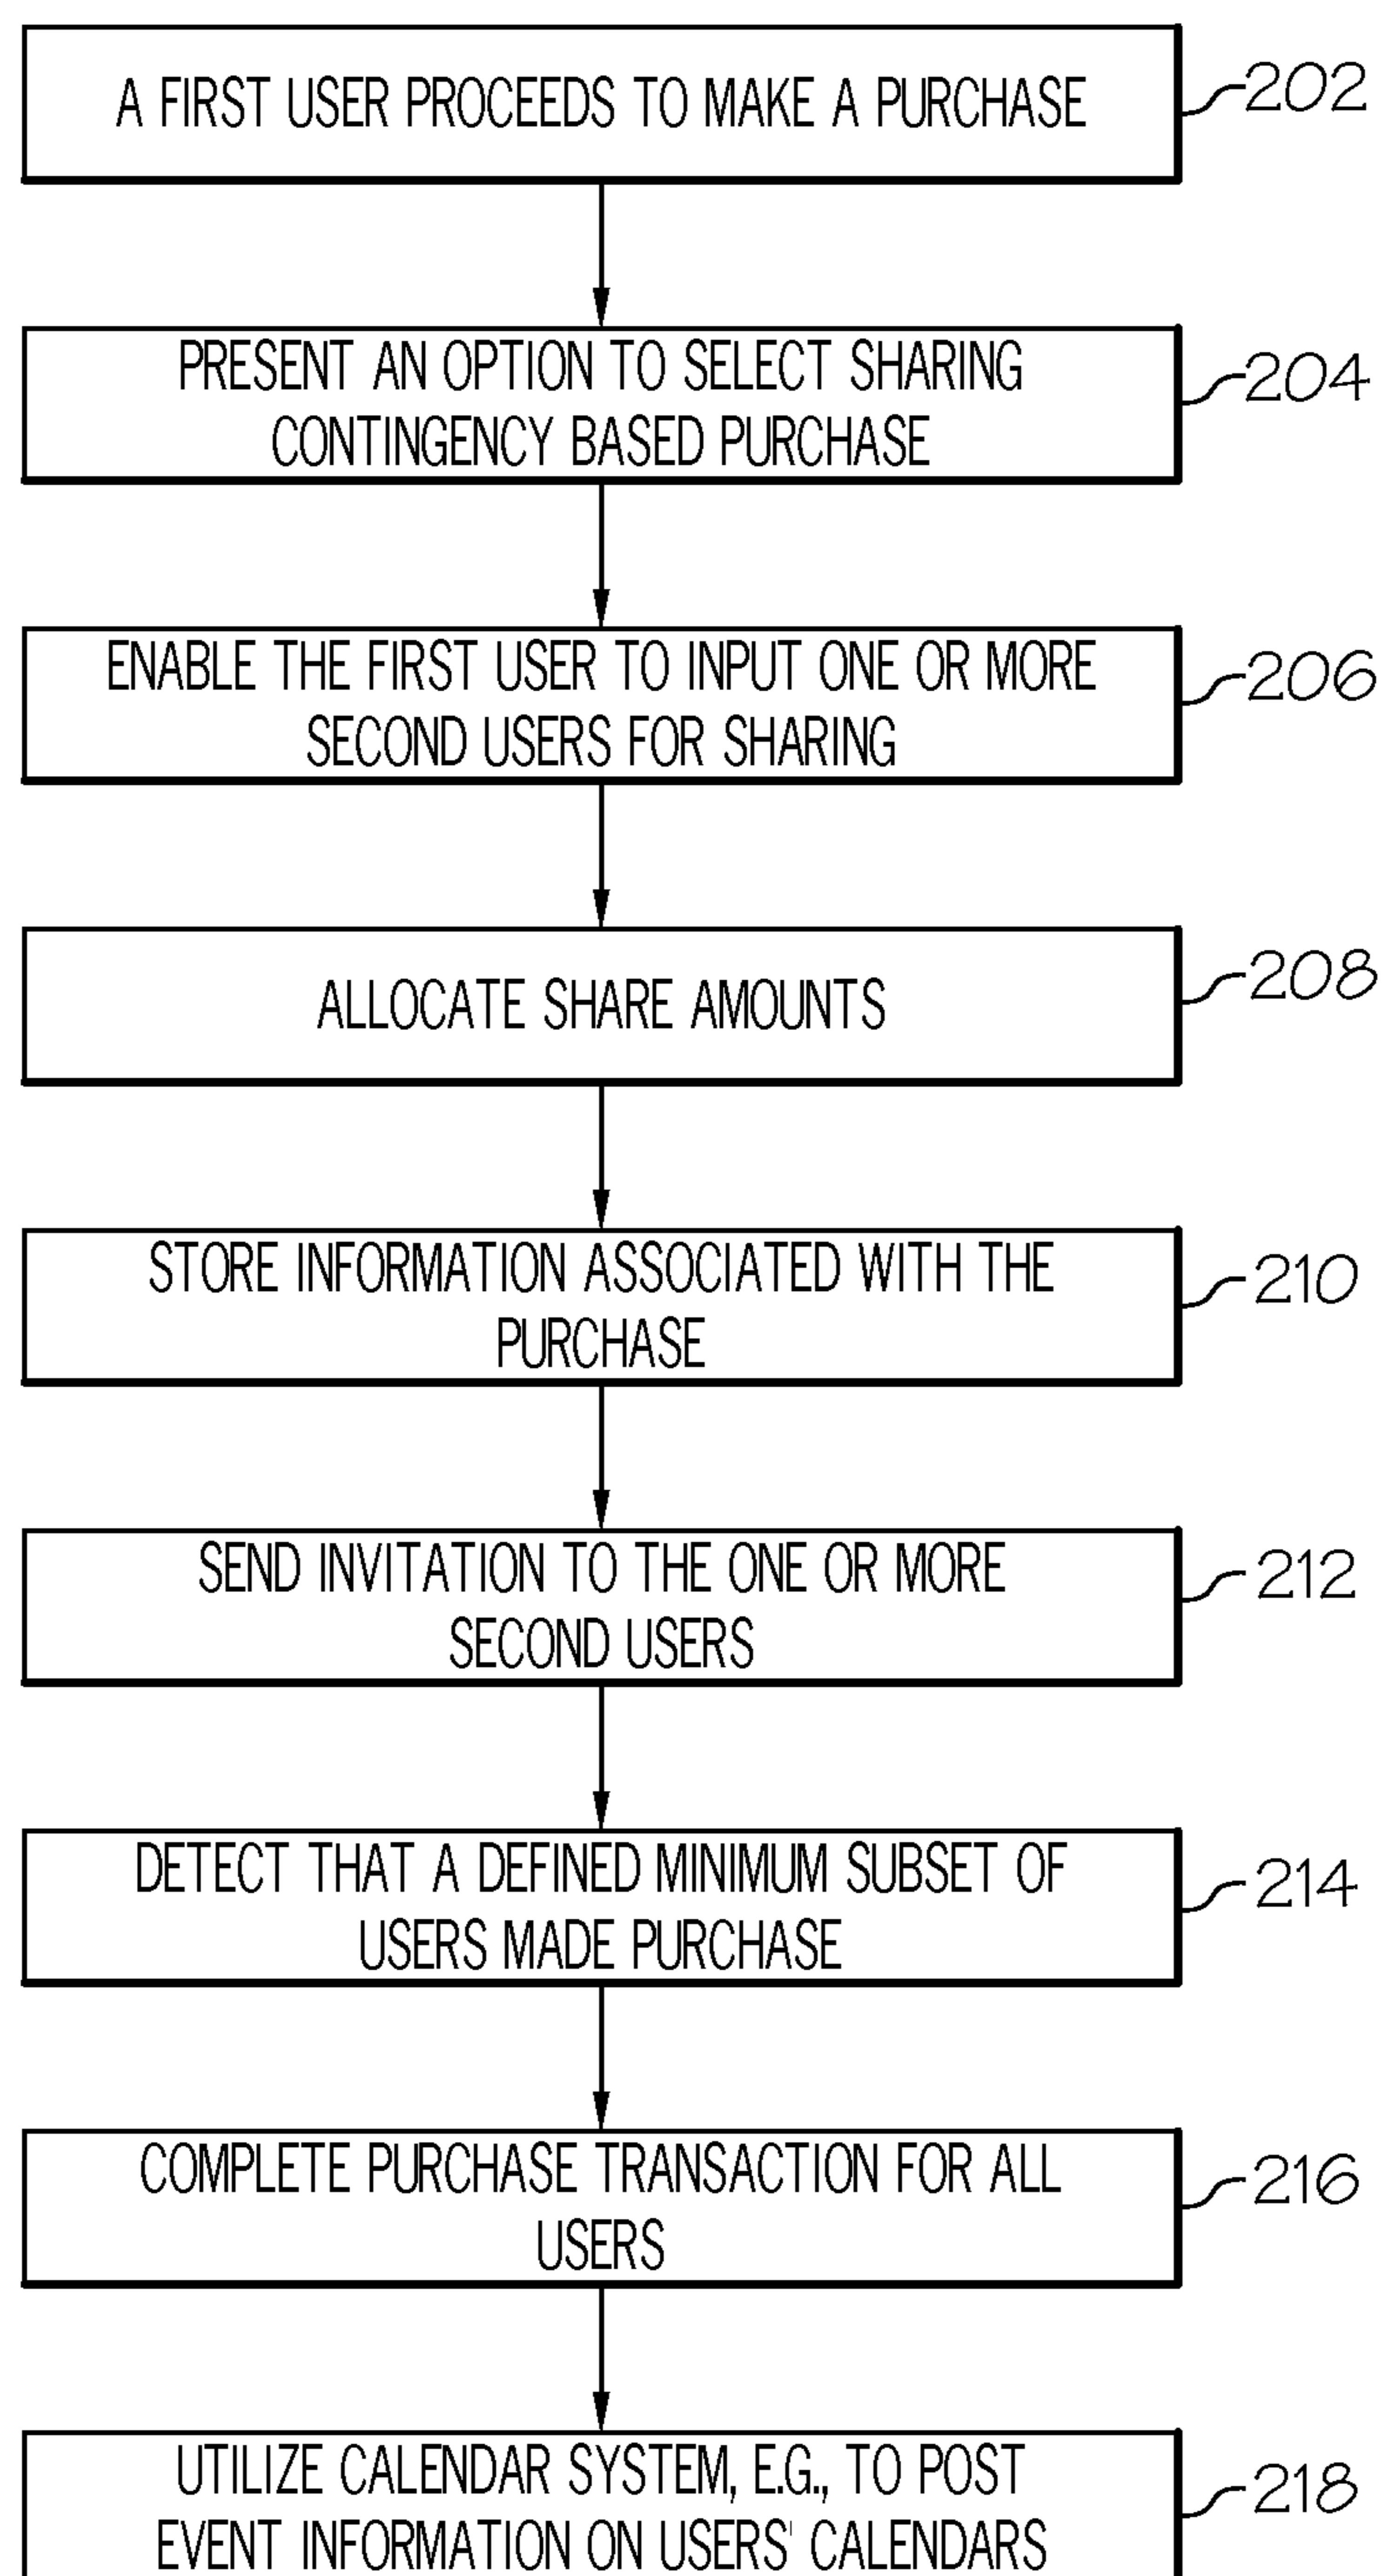 A FIRST USER PROCEEDS TO MAKE A PURCHASE
202
PRESENT AN OPTION TO SELECT SHARING
CONTINGENCY BASED PURCHASE
204
ENABLE THE FIRST USER TO INPUT ONE OR MORE
SECOND USERS FOR SHARING
206
ALLOCATE SHARE AMOUNTS
208
STORE INFORMATION ASSOCIATED WITH THE
PURCHASE
210
SEND INVITATION TO THE ONE OR MORE
SECOND USERS
212
DETECT THAT A DEFINED MINIMUM SUBSET OF
USERS MADE PURCHASE
214
COMPLETE PURCHASE TRANSACTION FOR ALL
USERS
216
UTILIZE CALENDAR SYSTEM, E.G., TO POST
EVENT INFORMATION ON USERS' CALENDARS
218